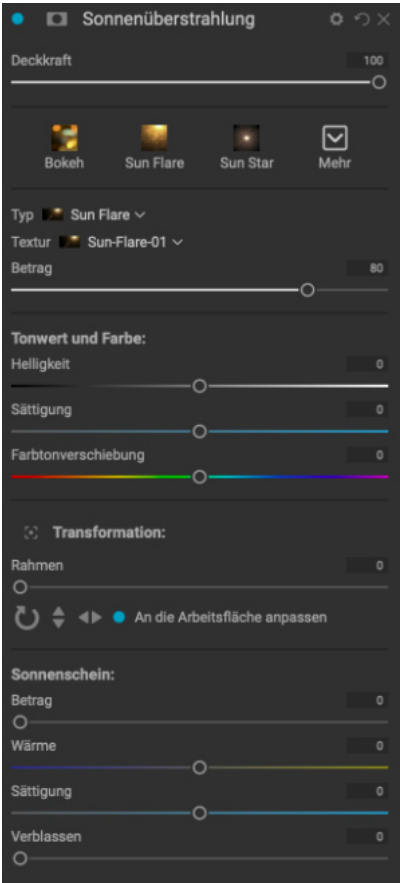 Sonnenüberstrahlung
Deckkraft 100
Bokeh Sun Flare Sun Star Mehr
Typ Sun Flare
Textur Sun-Flare-01
Betrag 80
Tonwert und Farbe:
Helligkeit 0
Sättigung 0
Farbtonverschiebung 0
Transformation:
Rahmen 0
An die Arbeitsfläche anpassen
Sonnenschein:
Betrag 0
Wärme 0
Sättigung 0
Verblassen 0